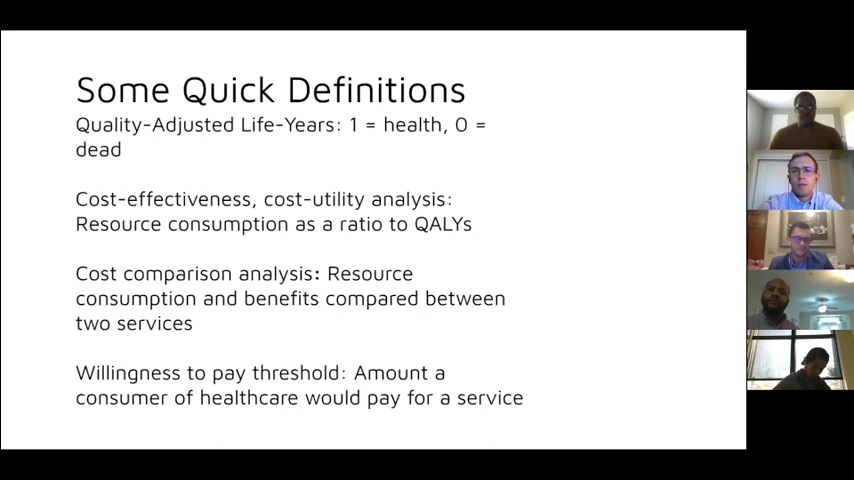 Some Quick Definitions
Quality-Adjusted Life-Years: 1 = health, 0 =
dead
Cost-effectiveness, cost-utility analysis:
Resource consumption as a ratio to QALYs
Cost comparison analysis: Resource
consumption and benefits compared between
two services
Willingness to pay threshold: Amount a
consumer of healthcare would pay for a service